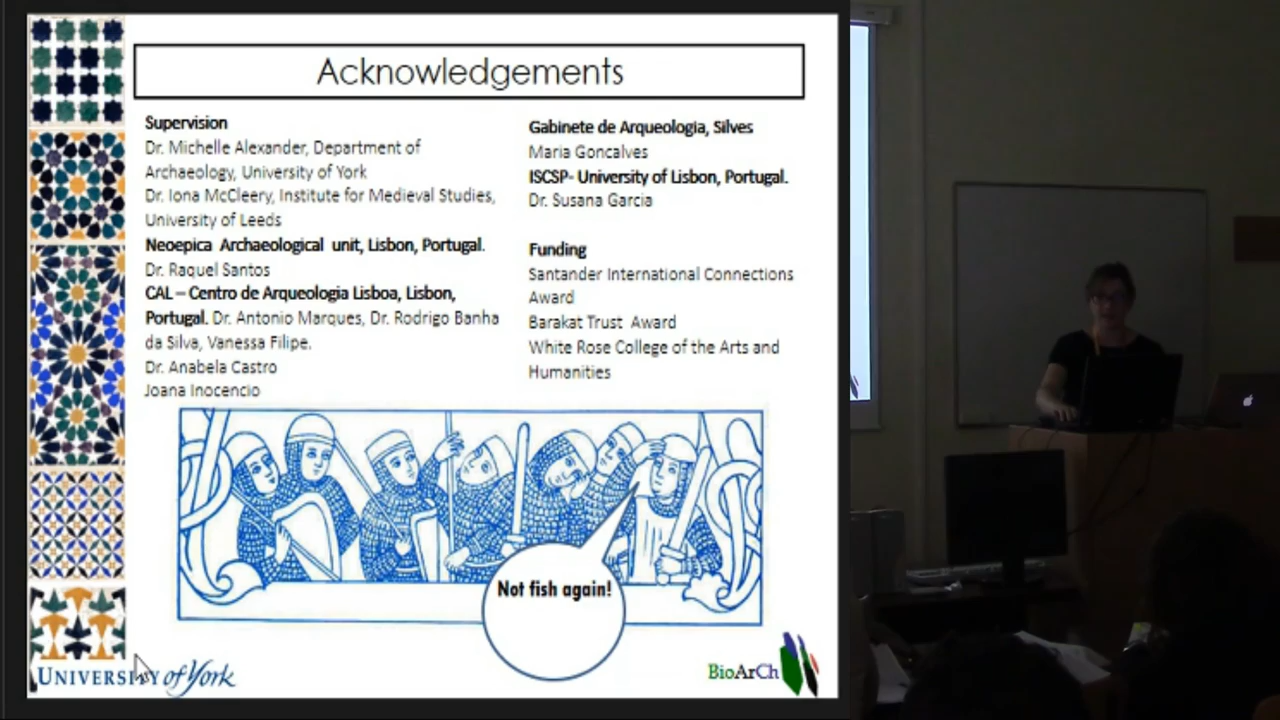 Acknowledgements
Supervision
Dr. Michelle Alexander, Department of
Archaeology, University of York
Dr. Iona McCleery, Institute for Medieval Studies,
University of Leeds
Neoepica Archaeological unit, Lisbon, Portugal.
Dr. Raquel Santos
CAL – Centro de Arqueologia Lisboa, Lisbon,
Portugal. Dr. Antonio Marques, Dr. Rodrigo Banha
da Silva, Vanessa Filipe.
Dr. Anabela Castro
Joana Inocencio
Gabinete de Arqueologia, Silves
Maria Goncalves
ISCSP- University of Lisbon, Portugal.
Dr. Susana Garcia
Funding
Santander International Connections
Award
Barakat Trust Award
White Rose College of the Arts and
Humanities
Not fish again!
UNIVERSITY of York
BioArCh